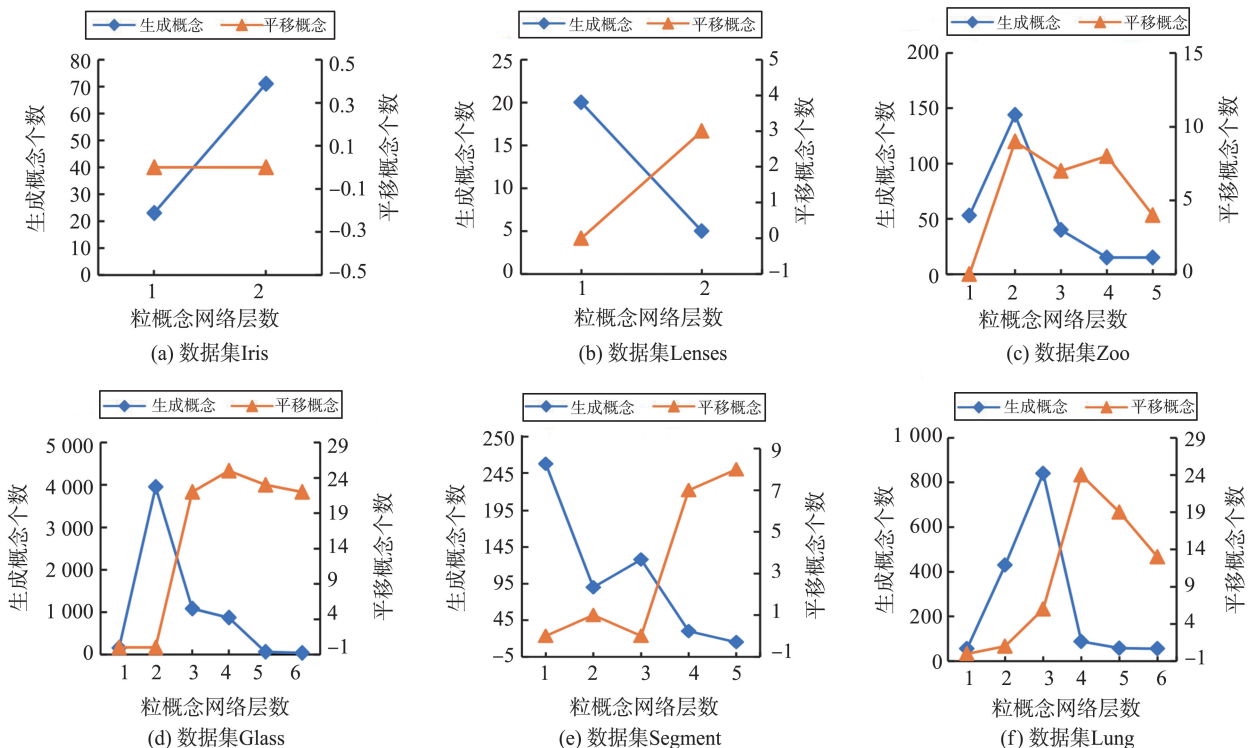 生成概念 平移概念
80
70
60
50
40
30
20
10
0
0.5
0.3
0.1
−0.1
−0.3
−0.5
生成概念个数
平移概念个数
1 2
粒概念网络层数
(a) 数据集Iris
生成概念 平移概念
25
20
15
10
5
0
5
4
3
2
1
0
−1
生成概念个数
平移概念个数
1 2
粒概念网络层数
(b) 数据集Lenses
生成概念 平移概念
200
150
100
50
0
15
10
5
0
生成概念个数
平移概念个数
1 2 3 4 5
粒概念网络层数
(c) 数据集Zoo
生成概念 平移概念
5 000
4 000
3 000
2 000
1 000
0
29
24
19
14
9
4
−1
生成概念个数
平移概念个数
1 2 3 4 5 6
粒概念网络层数
(d) 数据集Glass
生成概念 平移概念
250
245
195
145
95
45
−5
9
7
5
3
1
−1
生成概念个数
平移概念个数
1 2 3 4 5
粒概念网络层数
(e) 数据集Segment
生成概念 平移概念
1 000
800
600
400
200
0
29
24
19
14
9
4
−1
生成概念个数
平移概念个数
1 2 3 4 5 6
粒概念网络层数
(f) 数据集Lung